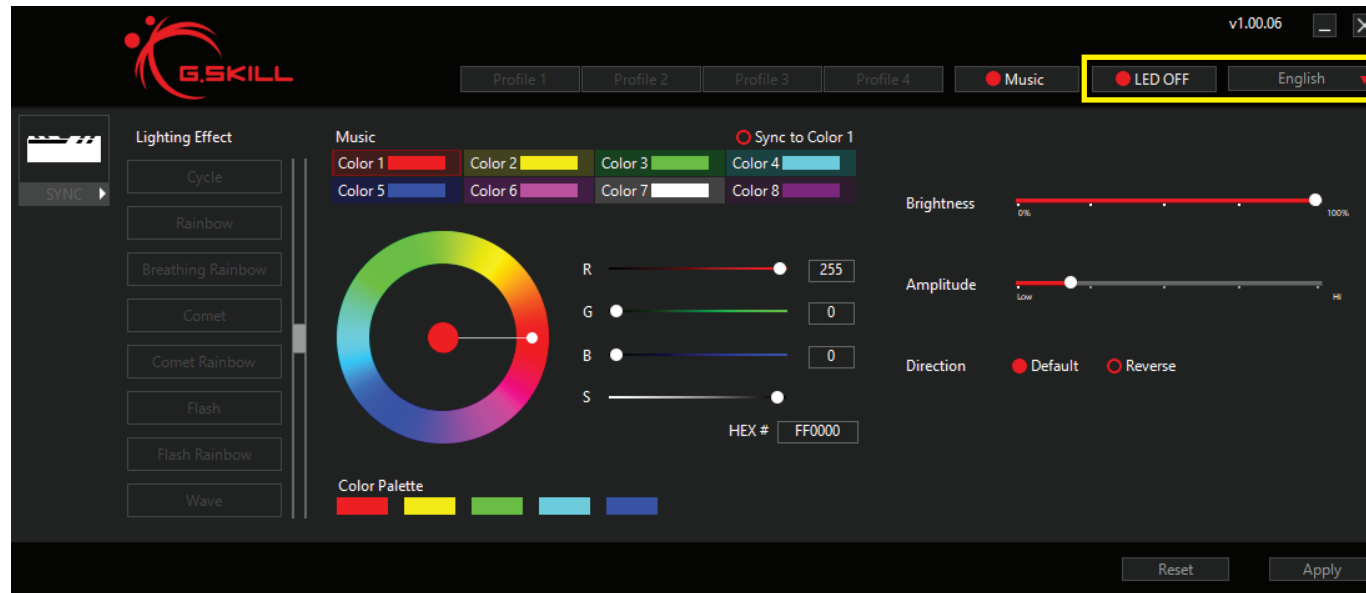 v1.00.06
G.SKILL
Profile 1 Profile 2 Profile 3 Profile 4 Music LED OFF English
SYNC
Lighting Effect
Cycle
Rainbow
Breathing Rainbow
Comet
Comet Rainbow
Flash
Flash Rainbow
Wave
Music Sync to Color 1
Color 1 Color 2 Color 3 Color 4
Color 5 Color 6 Color 7 Color 8
R 255
G 0
B 0
S
HEX # FF0000
Color Palette
Brightness 0% 100%
Amplitude Low Hi
Direction Default Reverse
Reset Apply